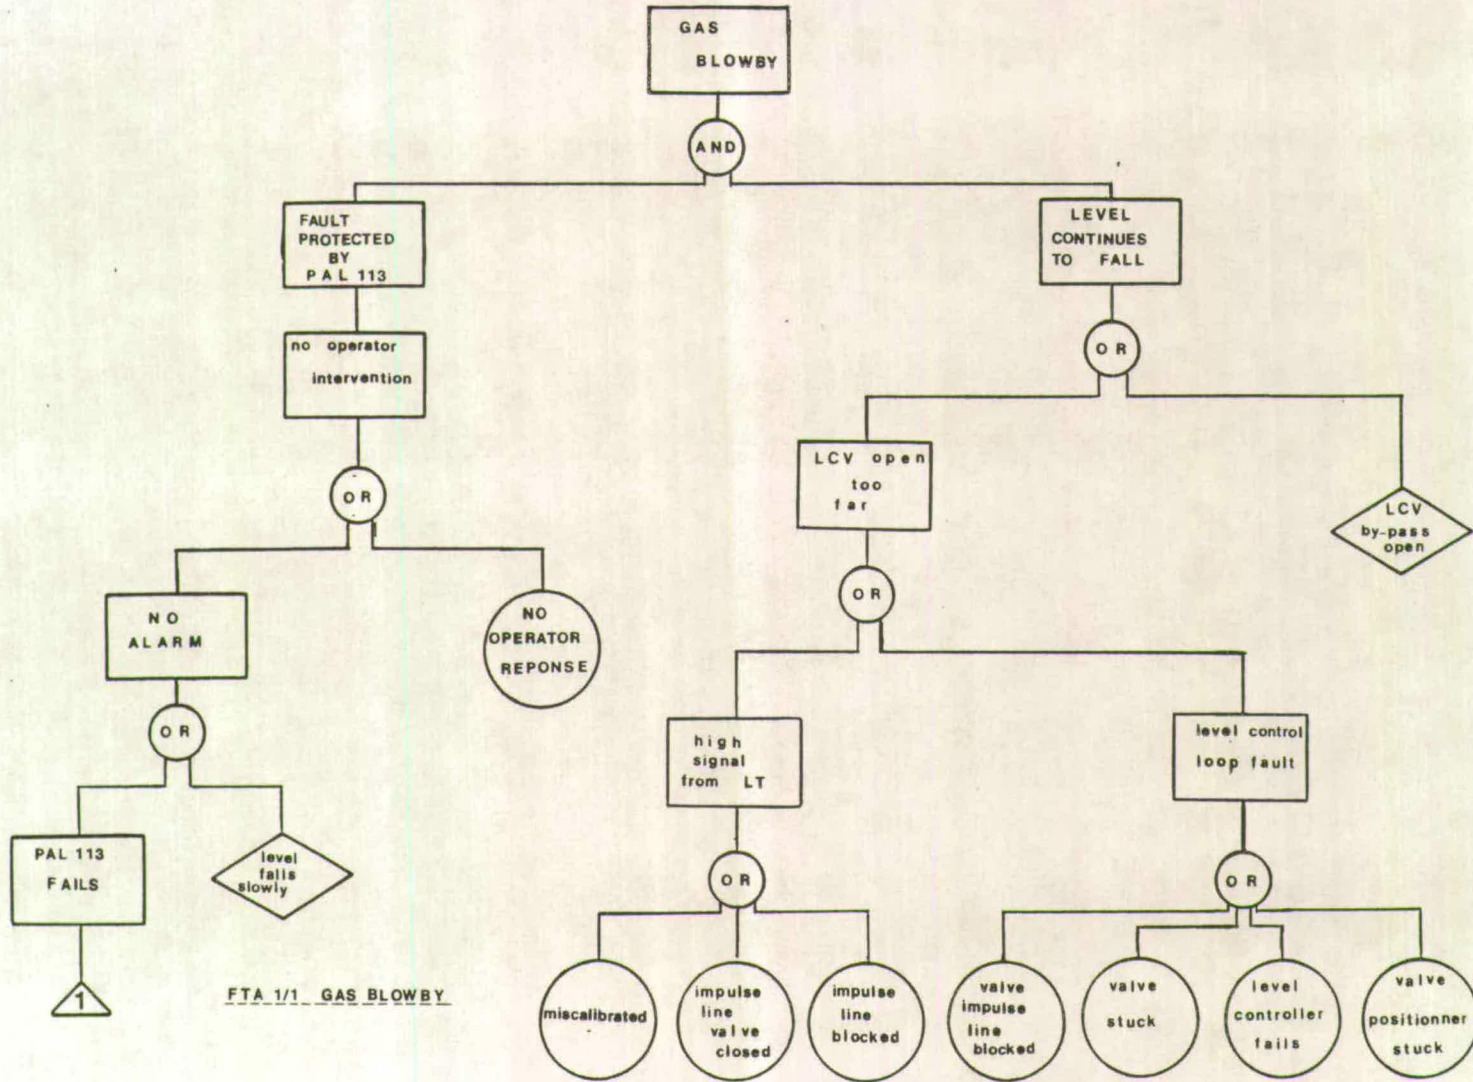 GAS
BLOWBY
AND
FAULT
PROTECTED
BY
PAL 113
LEVEL
CONTINUES
TO FALL
no operator
intervention
OR
LCV open
too
far
LCV
by-pass
open
OR
OR
NO
ALARM
NO
OPERATOR
REPONSE
OR
high
signal
from LT
level control
loop fault
PAL 113
FAILS
level
falls
slowly
OR
OR
1
FTA 1/1 GAS BLOWBY
miscalibrated
impulse
line
valve
closed
impulse
line
blocked
valve
impulse
line
blocked
valve
stuck
level
controller
fails
valve
positionner
stuck